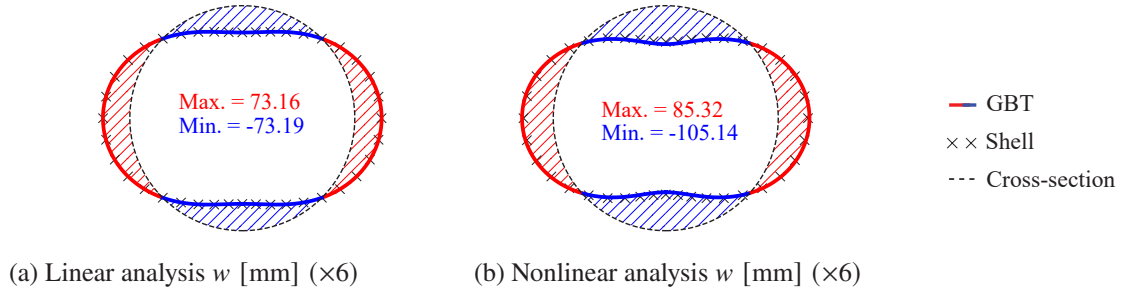 Max. = 73.16
Min. = -73.19
Max. = 85.32
Min. = -105.14
GBT
Shell
Cross-section
(a) Linear analysis w [mm] (×6)
(b) Nonlinear analysis w [mm] (×6)